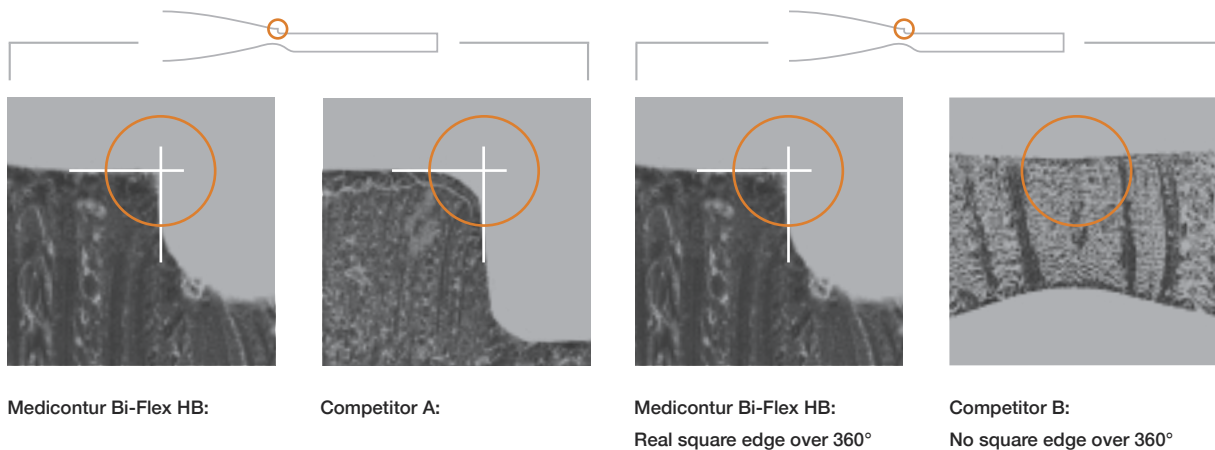 Medicontur Bi-Flex HB:
Competitor A:
Medicontur Bi-Flex HB:
Real square edge over 360°
Competitor B:
No square edge over 360°